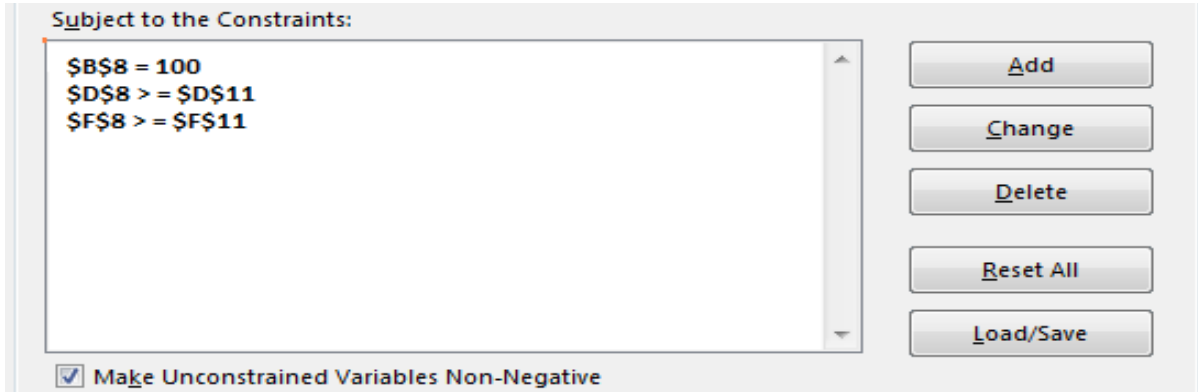 Subject to the Constraints:
$B$8 = 100
$D$8 > = $D$11
$F$8 > = $F$11
Add
Change
Delete
Reset All
Load/Save
Make Unconstrained Variables Non-Negative